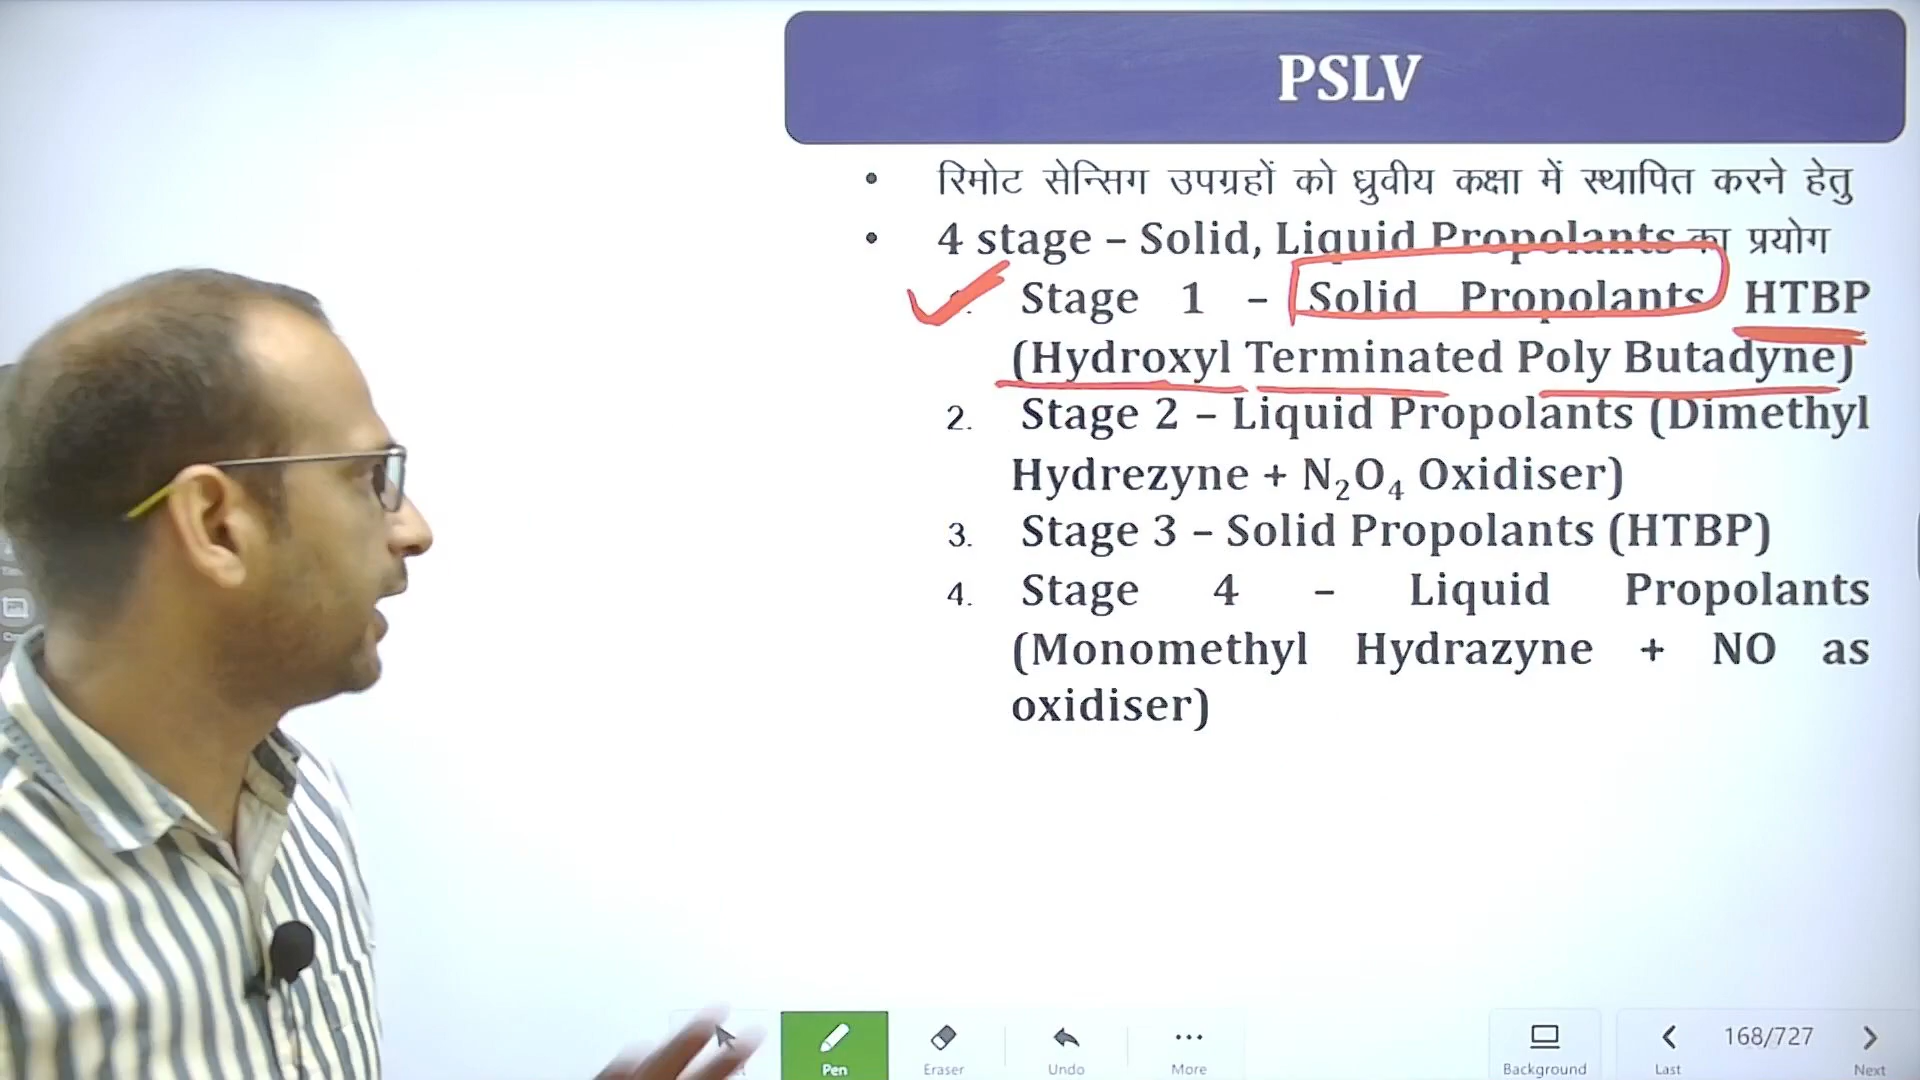 PSLV
• रिमोट सेन्सिग उपग्रहों को ध्रुवीय कक्षा में स्थापित करने हेतु
• 4 stage – Solid, Liquid Propolants का प्रयोग
Stage 1 – Solid Propolants HTBP
(Hydroxyl Terminated Poly Butadyne)
2. Stage 2 – Liquid Propolants (Dimethyl
Hydrezyne + N₂O₄ Oxidiser)
3. Stage 3 – Solid Propolants (HTBP)
4. Stage 4 – Liquid Propolants
(Monomethyl Hydrazyne + NO as
oxidiser)
Pen Eraser Undo More Background Last 168/727 Next